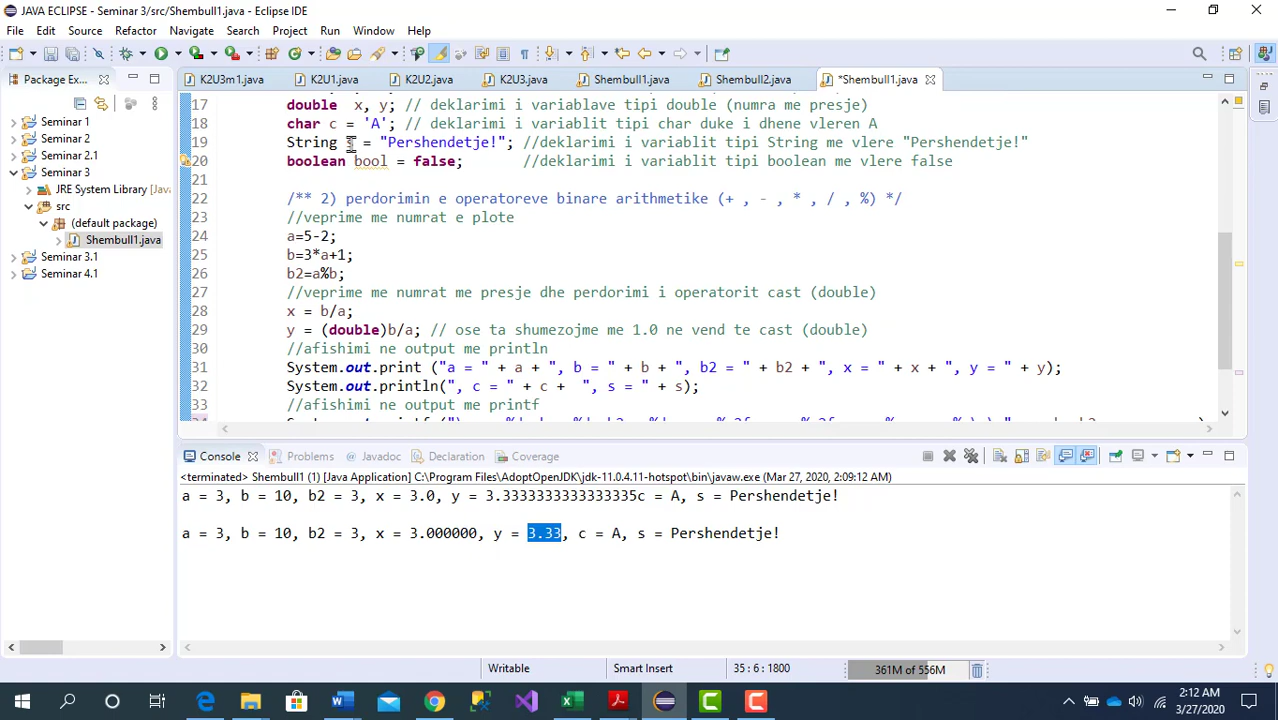 JAVA ECLIPSE - Seminar 3/src/Shembull1.java - Eclipse IDE
File Edit Source Refactor Navigate Search Project Run Window Help
Package Ex... K2U3m1.java K2U1.java K2U2.java K2U3.java Shembull1.java Shembull2.java *Shembull1.java
Seminar 1
Seminar 2
Seminar 2.1
Seminar 3
JRE System Library [JavaS
src
(default package)
Shembull1.java
Seminar 3.1
Seminar 4.1
17 double x, y; // deklarimi i variablave tipi double (numra me presje)
18 char c = 'A'; // deklarimi i variablit tipi char duke i dhene vleren A
19 String s = "Pershendetje!"; //deklarimi i variablit tipi String me vlere "Pershendetje!"
20 boolean bool = false; //deklarimi i variablit tipi boolean me vlere false
21
22 /** 2) perdorimin e operatoreve binare arithmetike (+ , - , * , / , %) */
23 //veprime me numrat e plote
24 a=5-2;
25 b=3*a+1;
26 b2=a%b;
27 //veprime me numrat me presje dhe perdorimi i operatorit cast (double)
28 x = b/a;
29 y = (double)b/a; // ose ta shumezojme me 1.0 ne vend te cast (double)
30 //afishimi ne output me println
31 System.out.print ("a = " + a + ", b = " + b + ", b2 = " + b2 + ", x = " + x + ", y = " + y);
32 System.out.println(", c = " + c + ", s = " + s);
33 //afishimi ne output me printf
Console Problems Javadoc Declaration Coverage
<terminated> Shembull1 (1) [Java Application] C:\Program Files\AdoptOpenJDK\jdk-11.0.4.11-hotspot\bin\javaw.exe (Mar 27, 2020, 2:09:12 AM)
a = 3, b = 10, b2 = 3, x = 3.0, y = 3.3333333333333335c = A, s = Pershendetje!
a = 3, b = 10, b2 = 3, x = 3.000000, y = 3.33, c = A, s = Pershendetje!
Writable Smart Insert 35 : 6 : 1800 361M of 556M
2:12 AM
3/27/2020